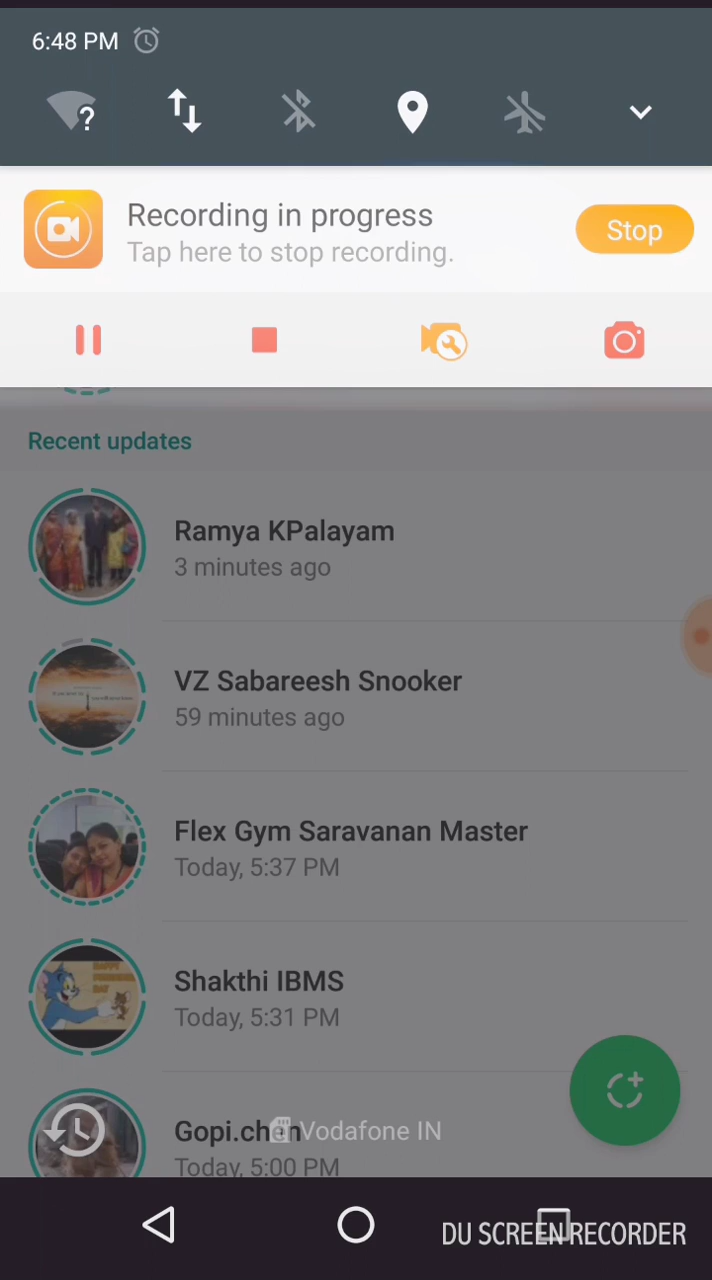 6:48 PM
?
Recording in progress
Tap here to stop recording.
Stop
Recent updates
Ramya KPalayam
3 minutes ago
VZ Sabareesh Snooker
59 minutes ago
Flex Gym Saravanan Master
Today, 5:37 PM
Shakthi IBMS
Today, 5:31 PM
Vodafone IN
Today, 5:00 PM
DU SCREEN RECORDER